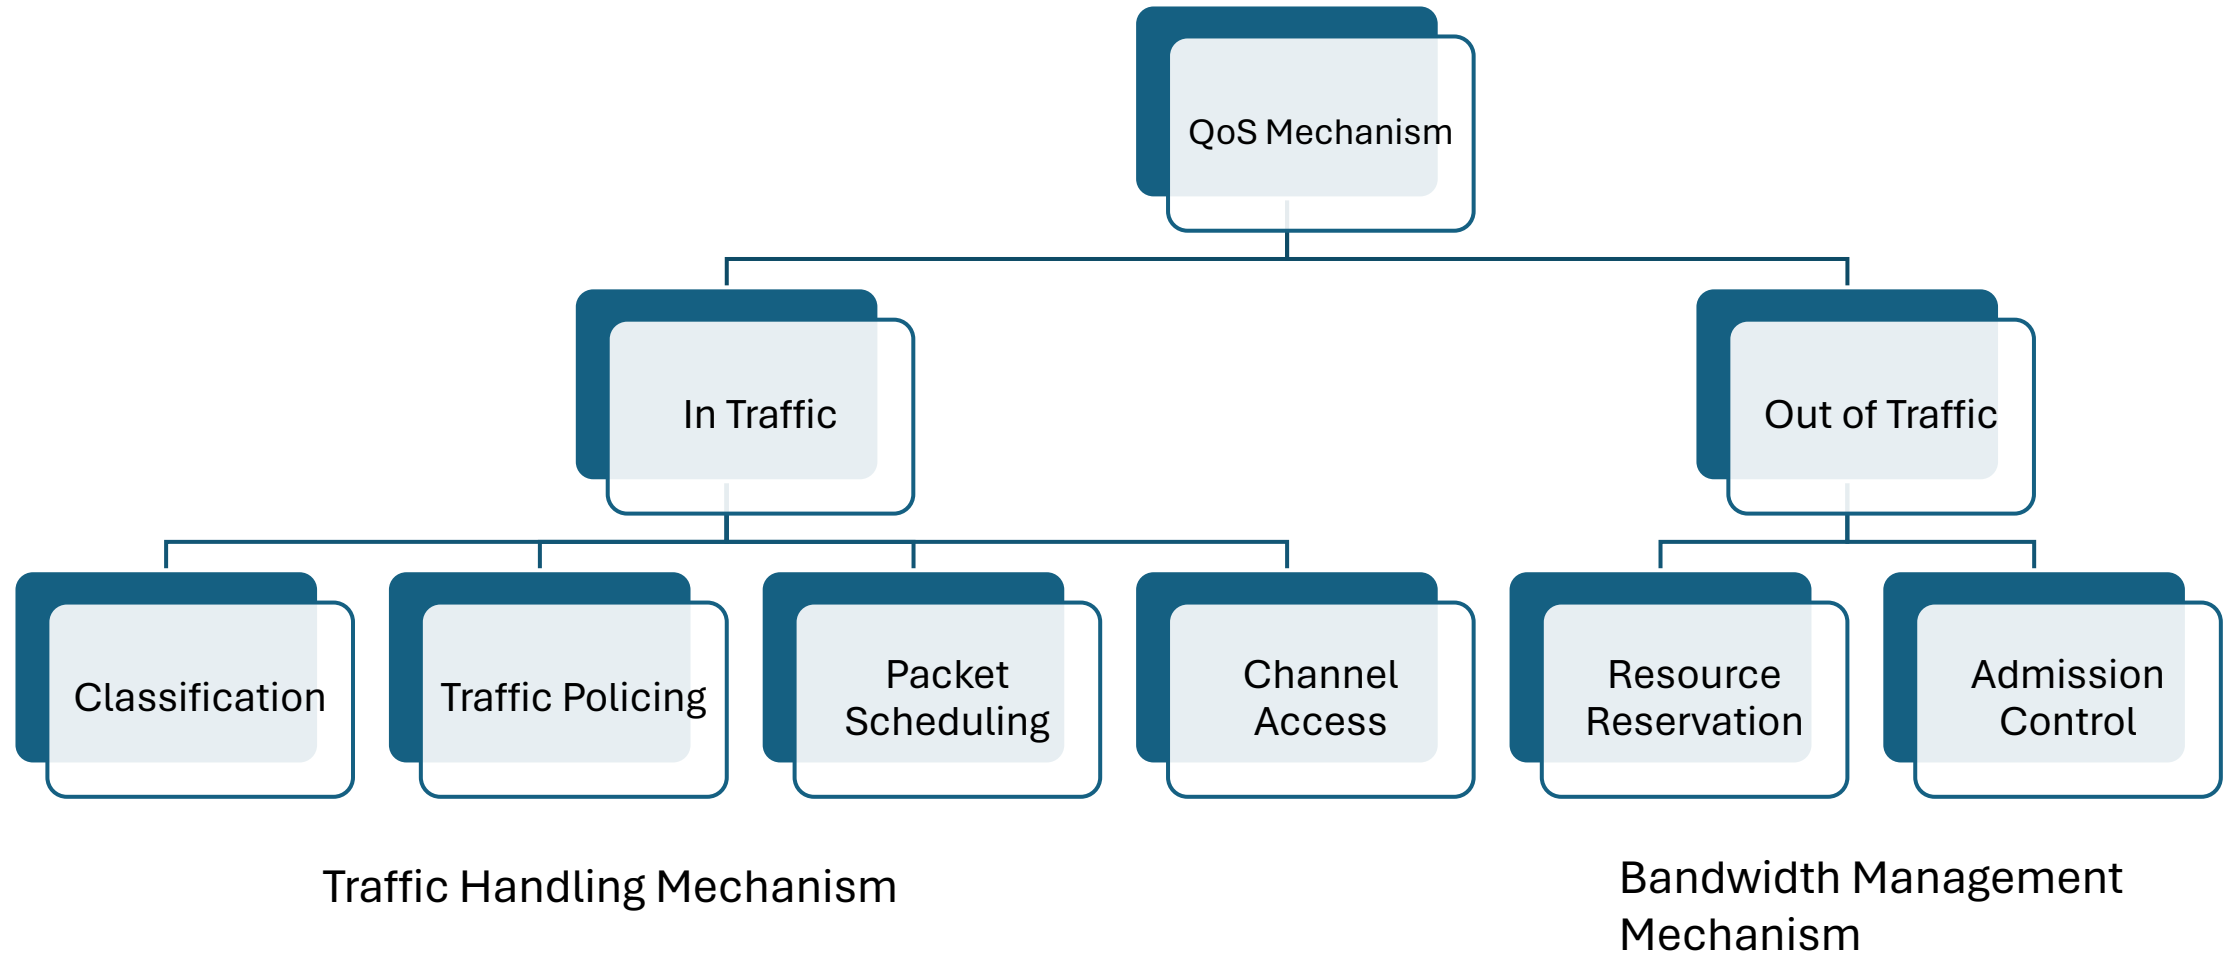 QoS Mechanism
In Traffic
Out of Traffic
Classification
Traffic Policing
Packet
Scheduling
Channel
Access
Resource
Reservation
Admission
Control
Traffic Handling Mechanism
Bandwidth Management
Mechanism